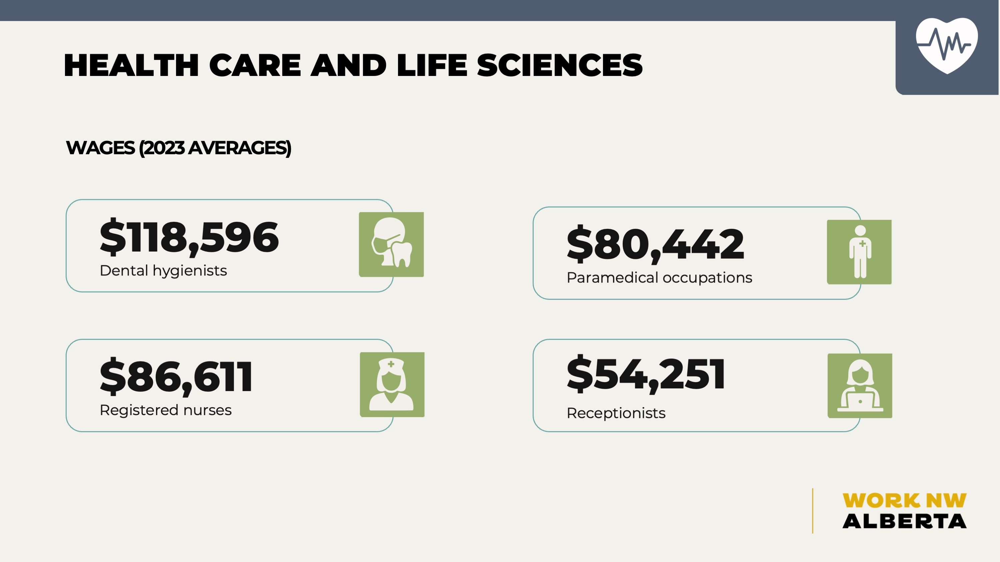 HEALTH CARE AND LIFE SCIENCES
WAGES (2023 AVERAGES)
$118,596
Dental hygienists
$80,442
Paramedical occupations
$86,611
Registered nurses
$54,251
Receptionists
WORK NW
ALBERTA